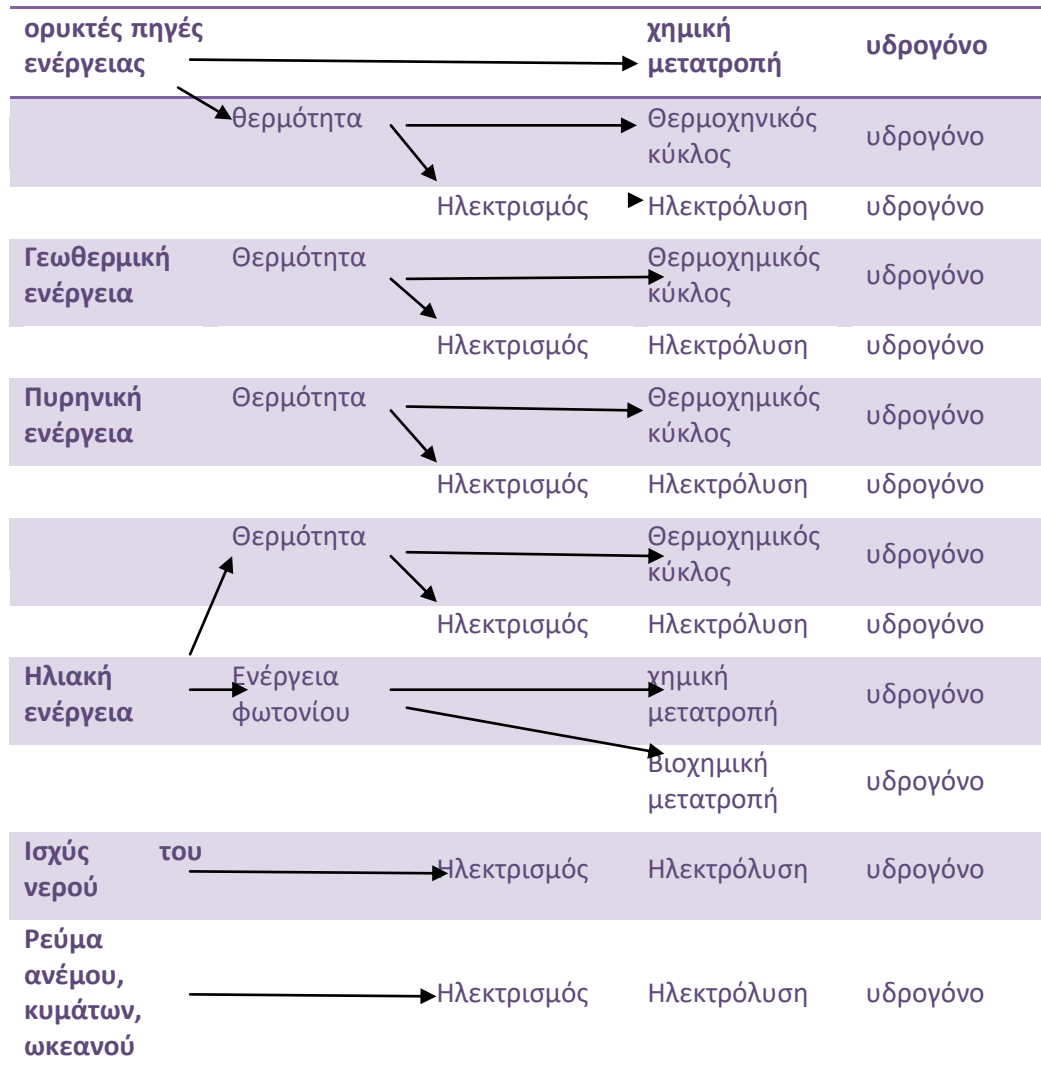 ορυκτές πηγές χημική υδρογόνο
ενέργειας μετατροπή
θερμότητα Θερμοχηνικός υδρογόνο
κύκλος
Ηλεκτρισμός Ηλεκτρόλυση υδρογόνο
Γεωθερμική Θερμότητα Θερμοχημικός υδρογόνο
ενέργεια κύκλος
Ηλεκτρισμός Ηλεκτρόλυση υδρογόνο
Πυρηνική Θερμότητα Θερμοχημικός υδρογόνο
ενέργεια κύκλος
Ηλεκτρισμός Ηλεκτρόλυση υδρογόνο
Θερμότητα Θερμοχημικός υδρογόνο
κύκλος
Ηλεκτρισμός Ηλεκτρόλυση υδρογόνο
Ηλιακή Ενέργεια χημική υδρογόνο
ενέργεια φωτονίου μετατροπή
Βιοχημική υδρογόνο
μετατροπή
Ισχύς του Ηλεκτρισμός Ηλεκτρόλυση υδρογόνο
νερού
Ρεύμα
ανέμου, Ηλεκτρισμός Ηλεκτρόλυση υδρογόνο
κυμάτων,
ωκεανού